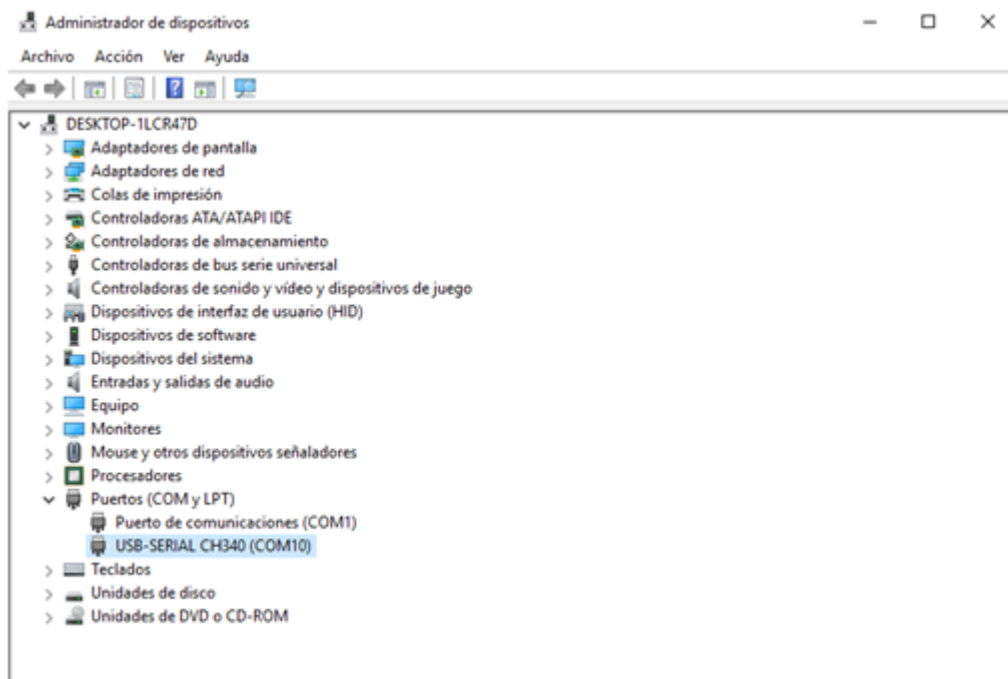 Administrador de dispositivos
Archivo Acción Ver Ayuda
DESKTOP-1LCR47D
Adaptadores de pantalla
Adaptadores de red
Colas de impresión
Controladoras ATA/ATAPI IDE
Controladoras de almacenamiento
Controladoras de bus serie universal
Controladoras de sonido y vídeo y dispositivos de juego
Dispositivos de interfaz de usuario (HID)
Dispositivos de software
Dispositivos del sistema
Entradas y salidas de audio
Equipo
Monitores
Mouse y otros dispositivos señaladores
Procesadores
Puertos (COM y LPT)
Puerto de comunicaciones (COM1)
USB-SERIAL CH340 (COM10)
Teclados
Unidades de disco
Unidades de DVD o CD-ROM